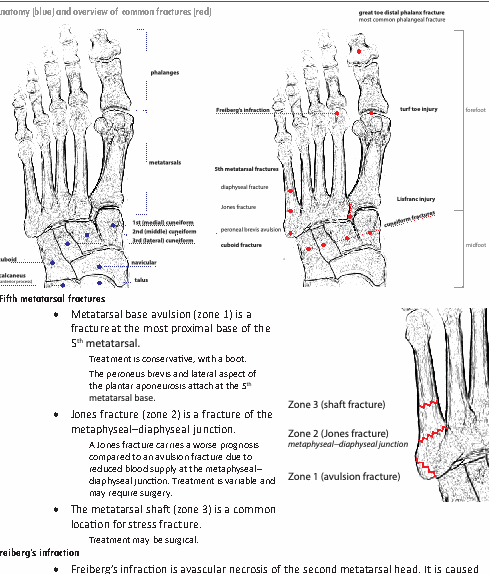 natomy (blue) and overview of common fractures (red)
great toe distal phalanx fracture
most common phalangeal fracture
phalanges
Freiberg's infraction
turf toe injury
forefoot
metatarsals
5th metatarsal fractures
diaphyseal fracture
Lisfranc injury
Jones fracture
1st (medial) cuneiform
2nd (middle) cuneiform
3rd (lateral) cuneiform
peroneal brevis avulsion
cuneiform fractures
cuboid fracture
midfoot
cuboid
navicular
calcaneus
(anterior process)
talus
Fifth metatarsal fractures
• Metatarsal base avulsion (zone 1) is a
fracture at the most proximal base of the
5th metatarsal.
Treatment is conservative, with a boot.
The peroneus brevis and lateral aspect of
the plantar aponeurosis attach at the 5th
metatarsal base.
• Jones fracture (zone 2) is a fracture of the
metaphyseal–diaphyseal junction.
A Jones fracture carries a worse prognosis
compared to an avulsion fracture due to
reduced blood supply at the metaphyseal–
diaphyseal junction. Treatment is variable and
may require surgery.
• The metatarsal shaft (zone 3) is a common
location for stress fracture.
Treatment may be surgical.
Zone 3 (shaft fracture)
Zone 2 (Jones fracture)
metaphyseal–diaphyseal junction
Zone 1 (avulsion fracture)
reiberg's infraction
• Freiberg's infraction is avascular necrosis of the second metatarsal head. It is caused